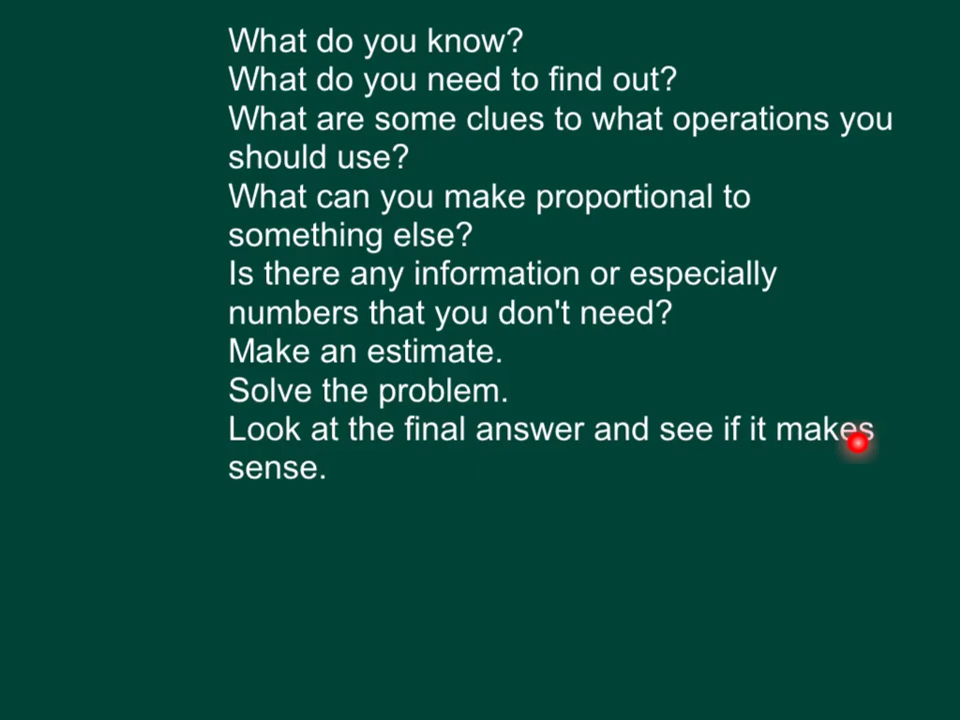 What do you know?
What do you need to find out?
What are some clues to what operations you
should use?
What can you make proportional to
something else?
Is there any information or especially
numbers that you don't need?
Make an estimate.
Solve the problem.
Look at the final answer and see if it makes
sense.